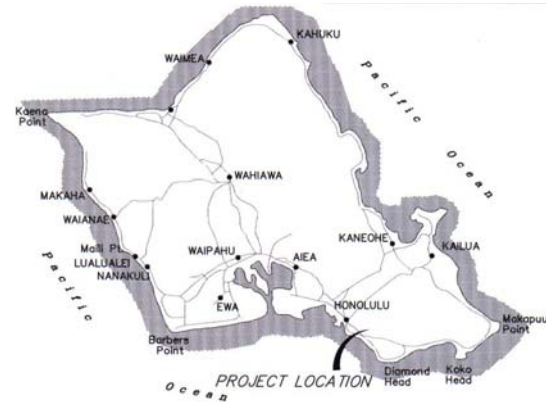 KAHUKU
WAIMEA
Pacific Ocean
Kaena
Point
WAHIAWA
MAKAHA
WAIANAE
KANEOHE
Maili Pt.
WAIPAHU
AIEA
KAILUA
LUALUALEI
NANAKULI
Pacific
EWA
HONOLULU
Makapuu
Point
Barbers
Point
Diamond
Head
Koko
Head
PROJECT LOCATION
Ocean